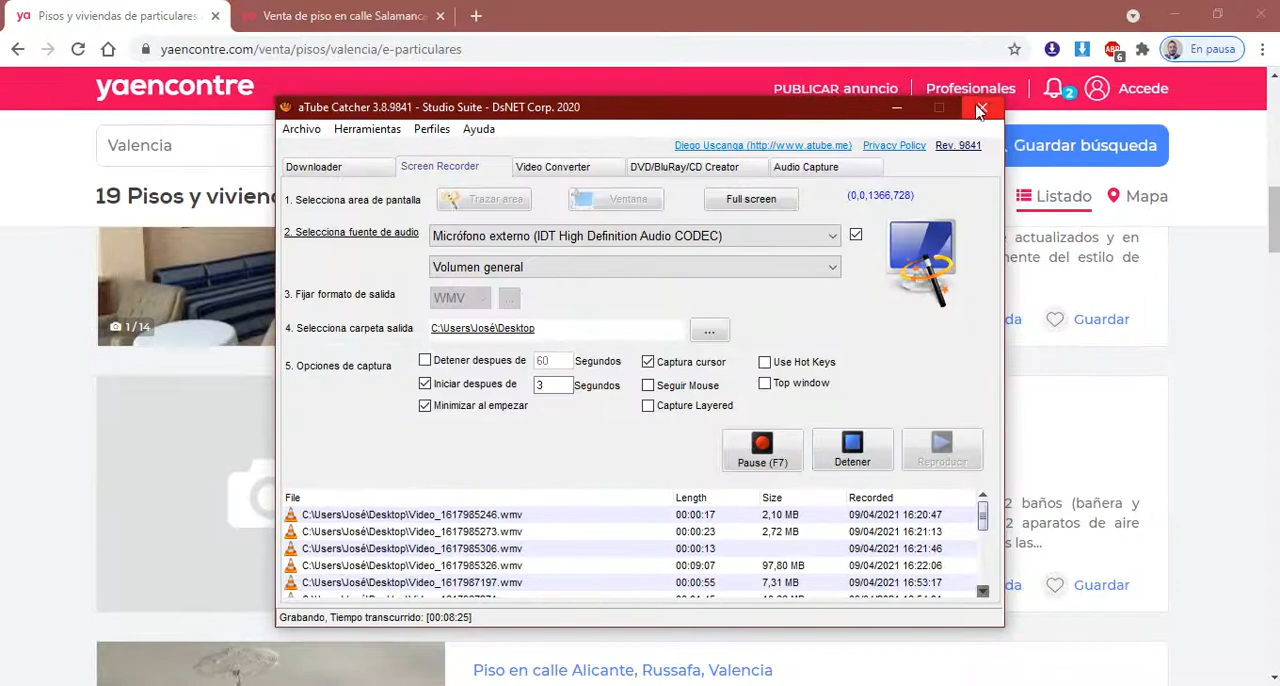 ya Pisos y viviendas de particulares
ya Venta de piso en calle Salamanc
yaencontre.com/venta/pisos/valencia/e-particulares
ABP
6
En pausa
yaencontre
PUBLICAR anuncio
Profesionales
2
Accede
Valencia
Guardar búsqueda
19 Pisos y vivien
Listado
Mapa
aTube Catcher 3.8.9841 - Studio Suite - DsNET Corp. 2020
Archivo Herramientas Perfiles Ayuda
Diego Uscanga (http://www.atube.me) Privacy Policy Rev. 9841
Downloader Screen Recorder Video Converter DVD/BluRay/CD Creator Audio Capture
1. Selecciona area de pantalla Trazar area Ventana Full screen (0,0,1366,728)
2. Selecciona fuente de audio Micrófono externo (IDT High Definition Audio CODEC)
Volumen general
3. Fijar formato de salida WMV ...
4. Selecciona carpeta salida C:\Users\José\Desktop ...
5. Opciones de captura
Detener despues de 60 Segundos Captura cursor Use Hot Keys
Iniciar despues de 3 Segundos Seguir Mouse Top window
Minimizar al empezar Capture Layered
Pause (F7) Detener Reproducir
File Length Size Recorded
C:\Users\José\Desktop\Video_1617985246.wmv 00:00:17 2,10 MB 09/04/2021 16:20:47
C:\Users\José\Desktop\Video_1617985273.wmv 00:00:23 2,72 MB 09/04/2021 16:21:13
C:\Users\José\Desktop\Video_1617985306.wmv 00:00:13 09/04/2021 16:21:46
C:\Users\José\Desktop\Video_1617985326.wmv 00:09:07 97,80 MB 09/04/2021 16:22:06
C:\Users\José\Desktop\Video_1617987197.wmv 00:00:55 7,31 MB 09/04/2021 16:53:17
Grabando, Tiempo transcurrido: [00:08:25]
1 / 14
actualizados y en
mente del estilo de
da
Guardar
2 baños (bañera y
2 aparatos de aire
s las...
da
Guardar
Piso en calle Alicante, Russafa, Valencia